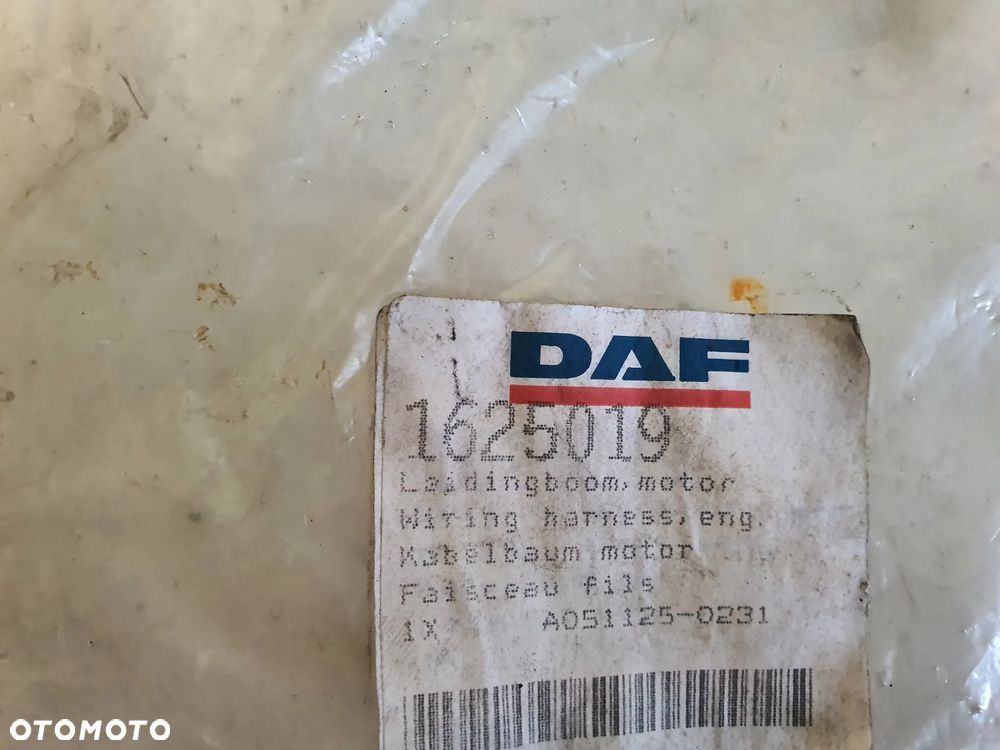 DAF
1625019
Leidingboom,motor
Wiring harness,eng.
Kabelbaum motor
Faisceau fils
1X A051125-0231
OTOMOTO